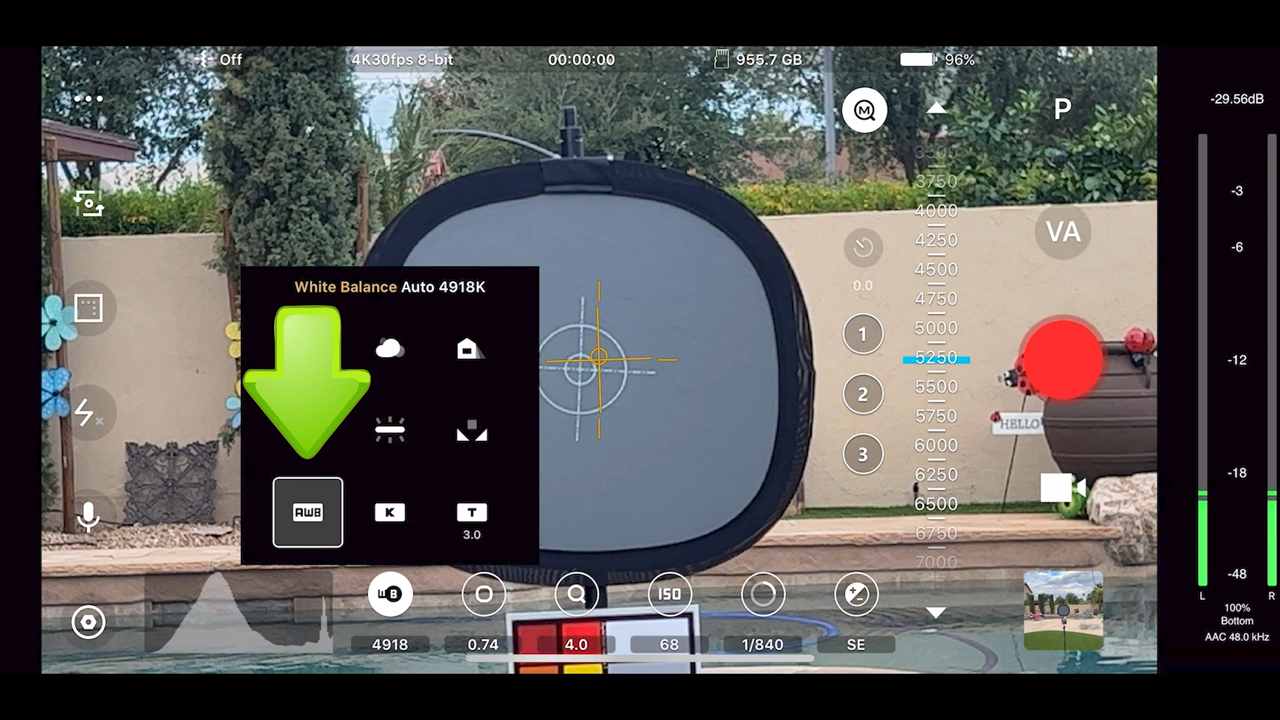 Off
4K30fps 8-bit
00:00:00
955.7 GB
96%
M
P
-29.56dB
3500
3750
4000
4250
4500
4750
5000
5250
5500
5750
6000
6250
6500
6750
7000
VA
0.0
1
2
3
HELLO
White Balance Auto 4918K
AWB
K
T
3.0
WB
ISO
4918
0.74
4.0
68
1/840
SE
-3
-6
-12
-18
-48
L
R
100%
Bottom
AAC 48.0 kHz